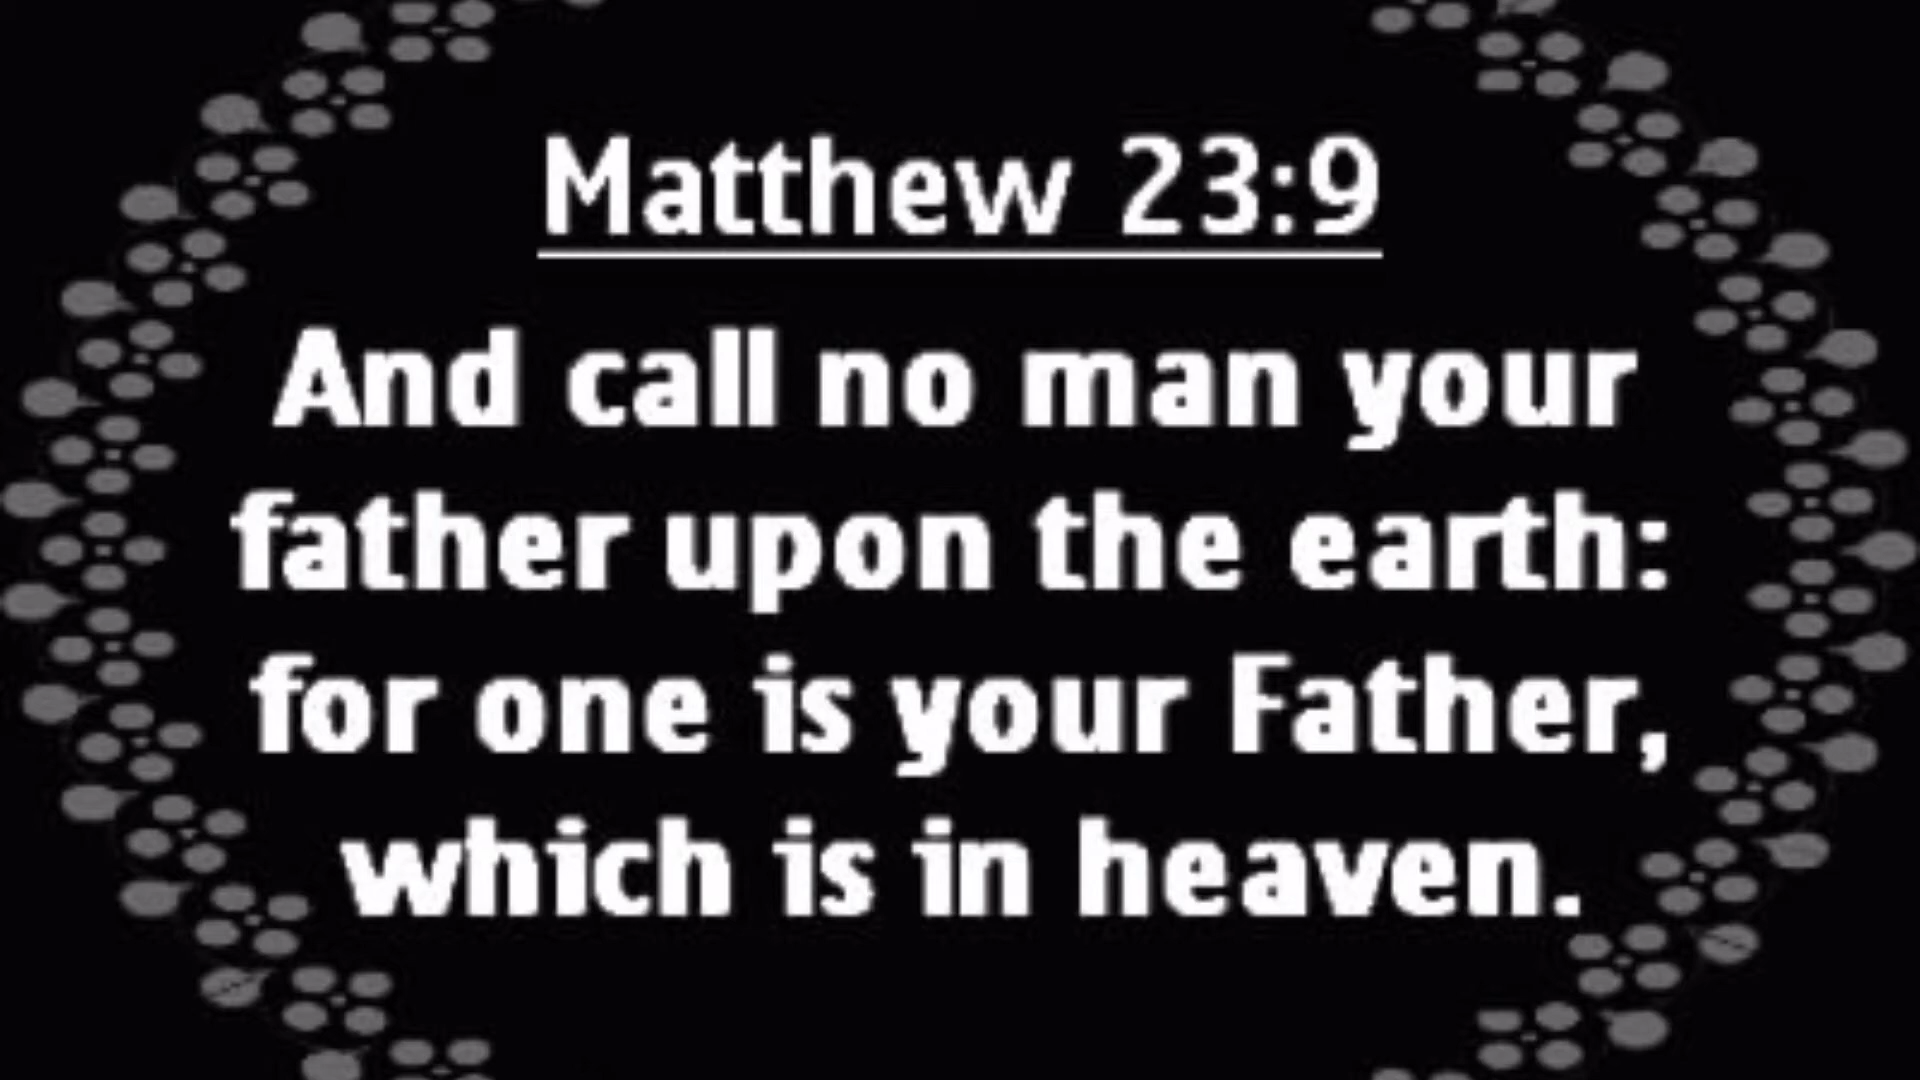 Matthew 23:9
And call no man your
father upon the earth:
for one is your Father,
which is in heaven.